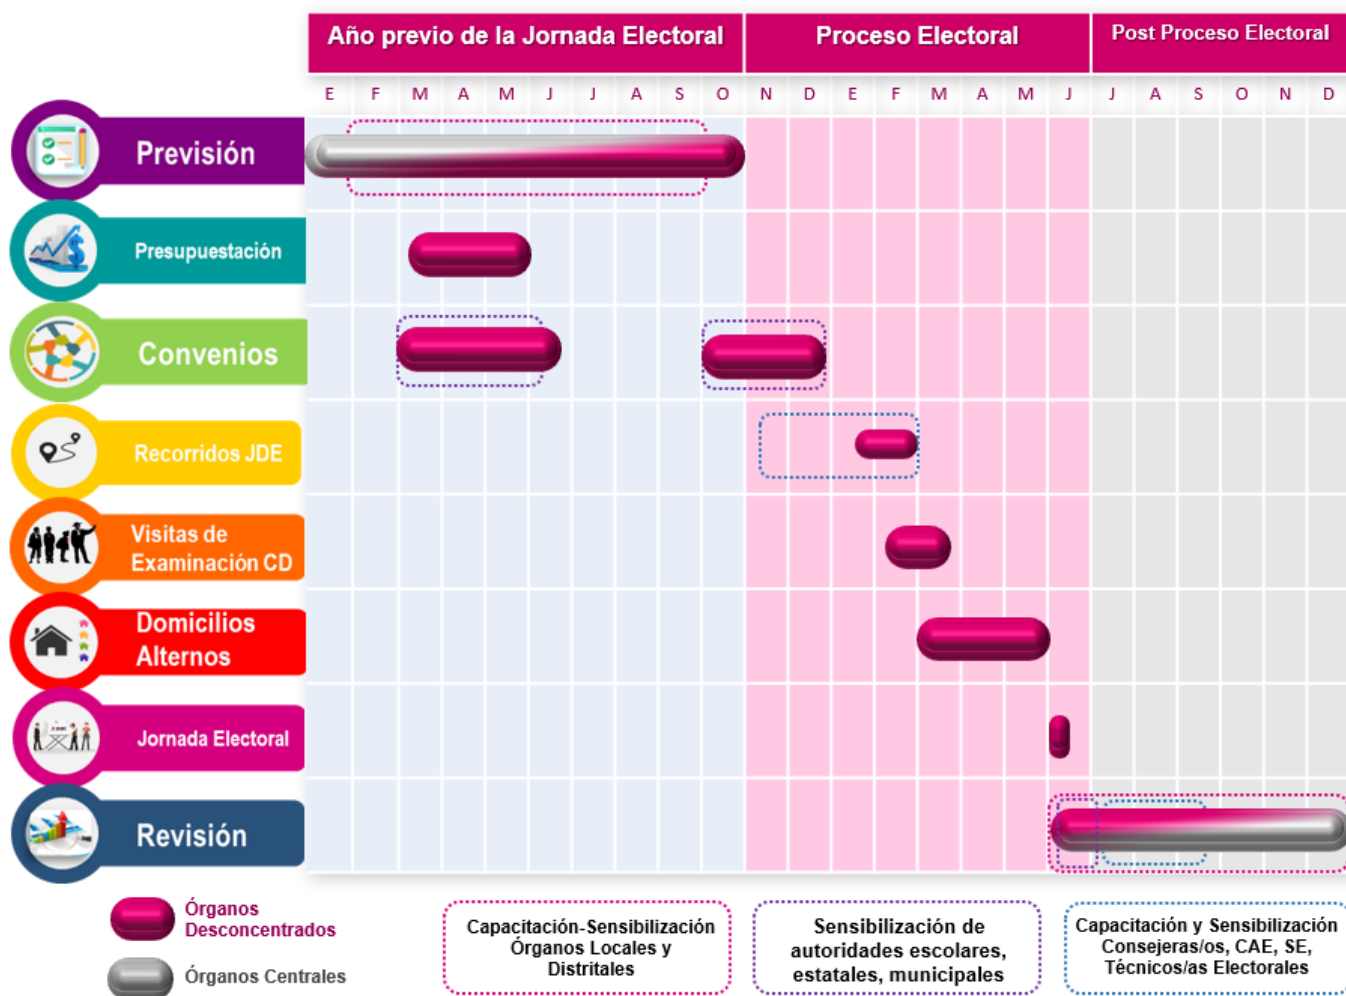 Año previo de la Jornada Electoral
Proceso Electoral
Post Proceso Electoral
E F M A M J J A S O N D E F M A M J J A S O N D
Previsión
Presupuestación
Convenios
Recorridos JDE
Visitas de
Examinación CD
Domicilios
Alternos
Jornada Electoral
Revisión
Órganos
Desconcentrados
Órganos Centrales
Capacitación-Sensibilización
Órganos Locales y
Distritales
Sensibilización de
autoridades escolares,
estatales, municipales
Capacitación y Sensibilización
Consejeras/os, CAE, SE,
Técnicos/as Electorales